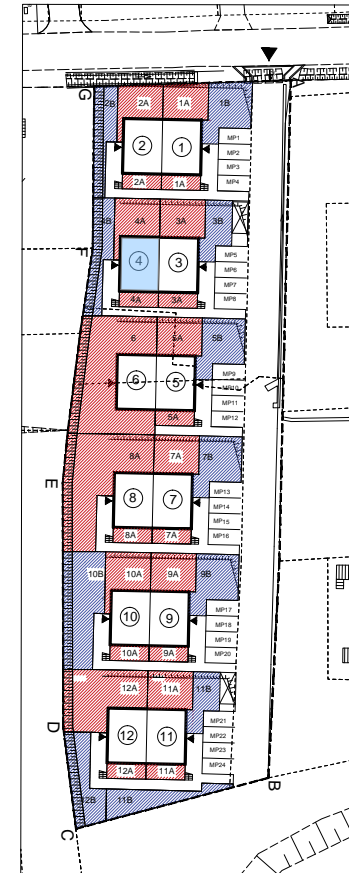 G
2B 2A 1A 1B
2 1
MP1
MP2
MP3
MP4
2A 1A
4A 3A 3B
F
4 3
MP5
MP6
MP7
MP8
4A 3A
6 5A 5B
6 5
MP9
MP10
MP11
MP12
5A
8A 7A 7B
E
8 7
MP13
MP14
MP15
MP16
8A 7A
10B 10A 9A 9B
10 9
MP17
MP18
MP19
MP20
10A 9A
12A 11A 11B
D
12 11
MP21
MP22
MP23
MP24
12A 11A
B
12B 11B
C